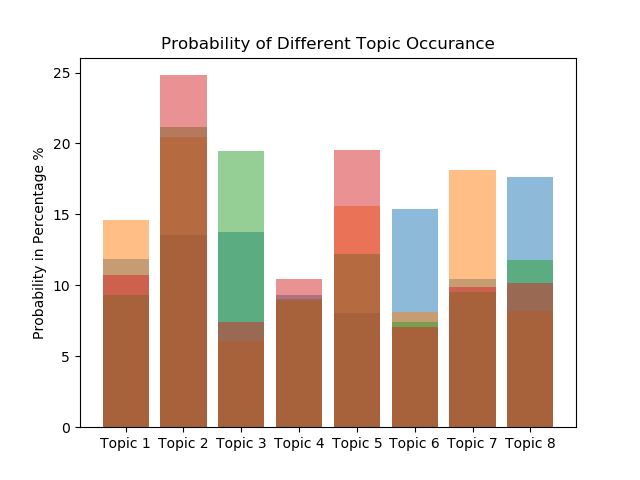 Probability of Different Topic Occurance
Probability in Percentage %
25
20
15
10
5
0
Topic 1 Topic 2 Topic 3 Topic 4 Topic 5 Topic 6 Topic 7 Topic 8